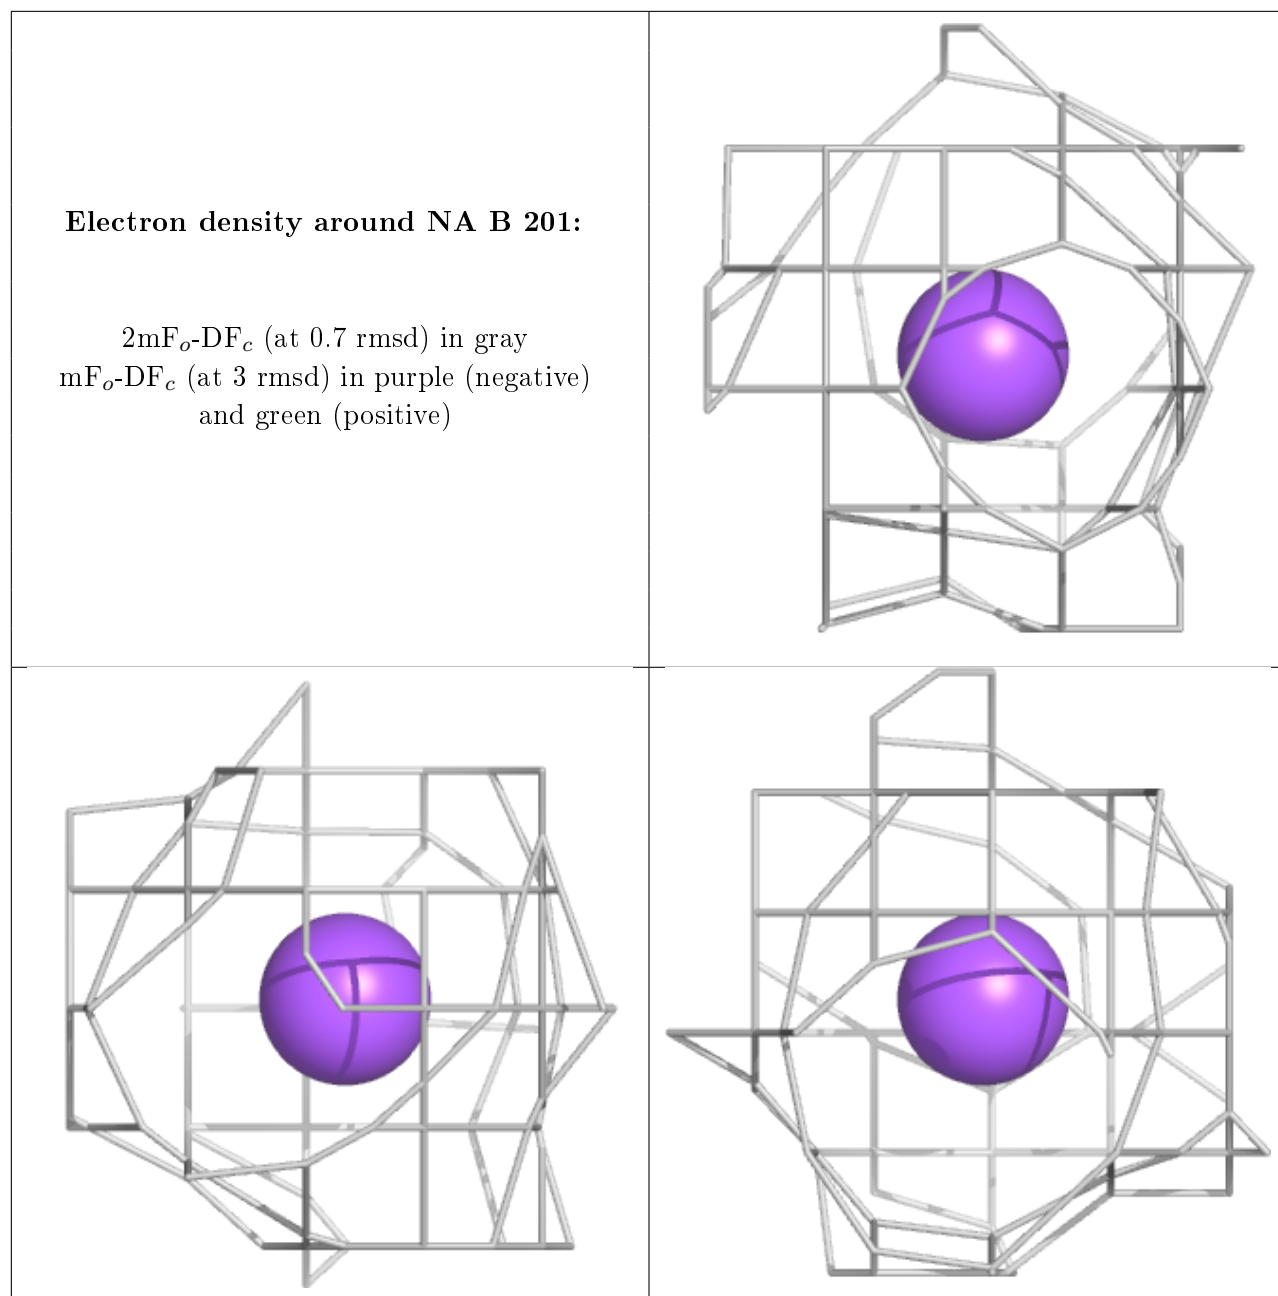 Electron density around NA B 201:
2mFo-DFc (at 0.7 rmsd) in gray
mFo-DFc (at 3 rmsd) in purple (negative)
and green (positive)